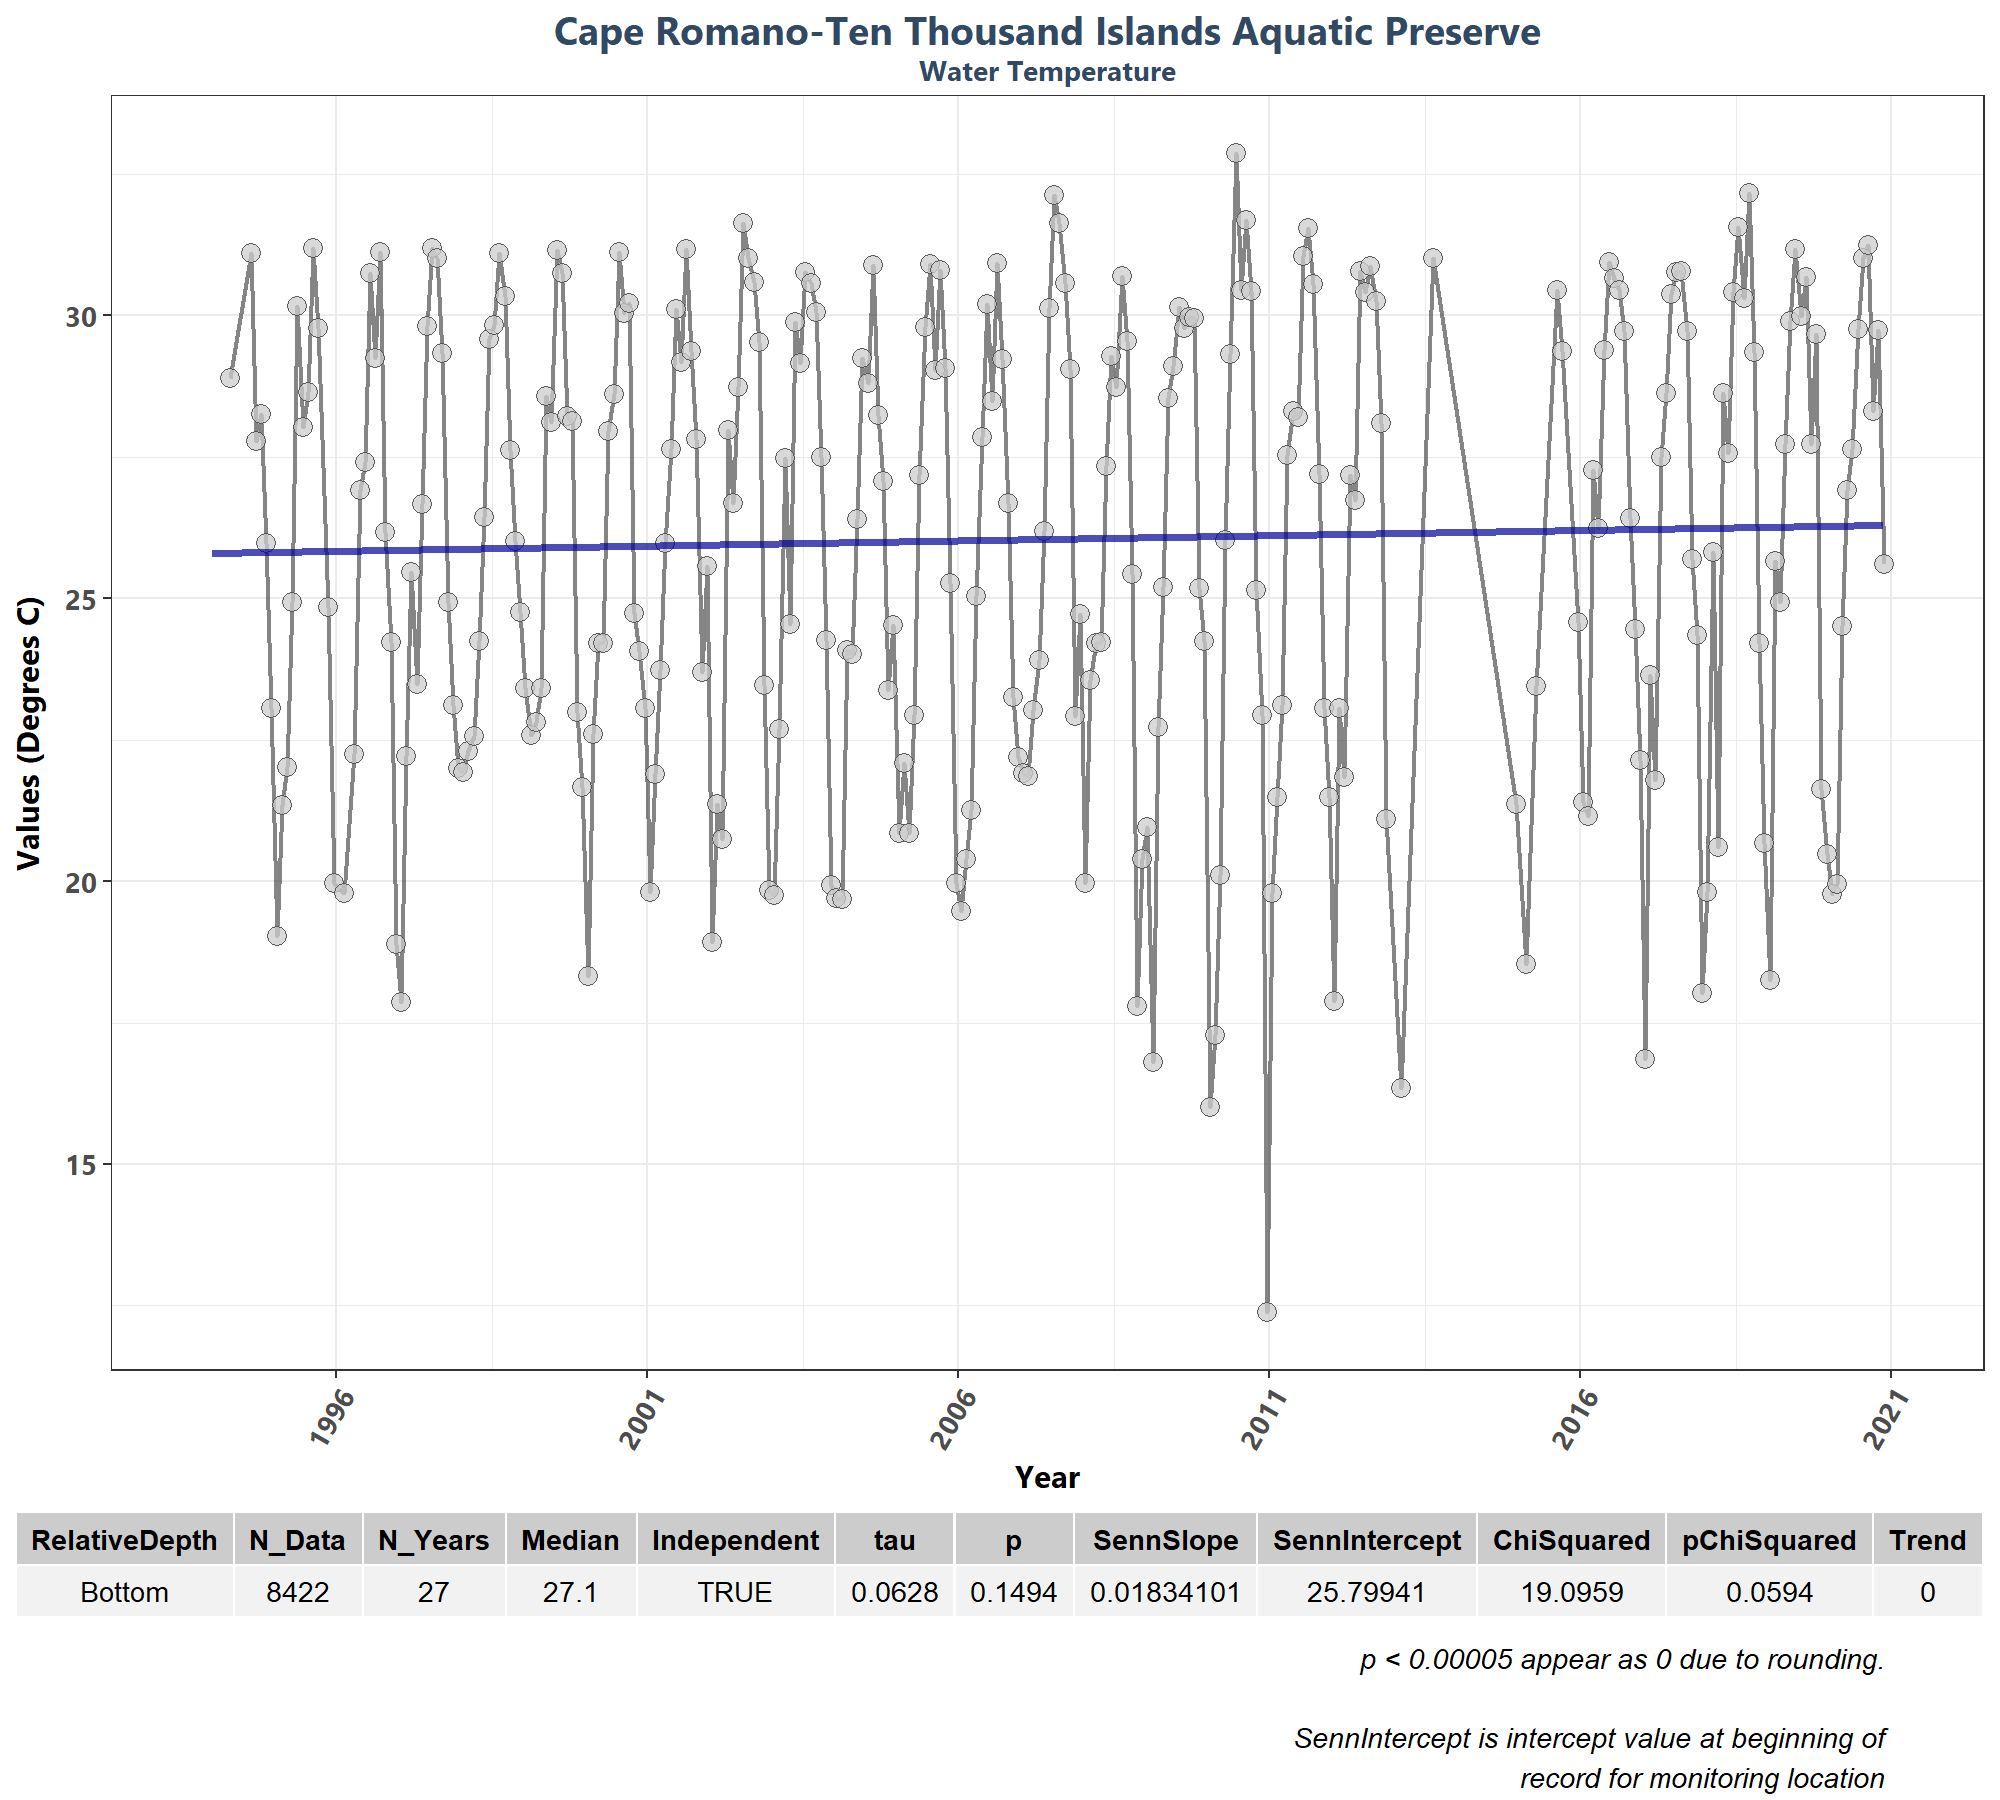 Cape Romano-Ten Thousand Islands Aquatic Preserve
Water Temperature
Values (Degrees C)
30
25
20
15
1996
2001
2006
2011
2016
2021
Year
RelativeDepth N_Data N_Years Median Independent tau p SennSlope SennIntercept ChiSquared pChiSquared Trend
Bottom 8422 27 27.1 TRUE 0.0628 0.1494 0.01834101 25.79941 19.0959 0.0594 0
p < 0.00005 appear as 0 due to rounding.
SennIntercept is intercept value at beginning of
record for monitoring location